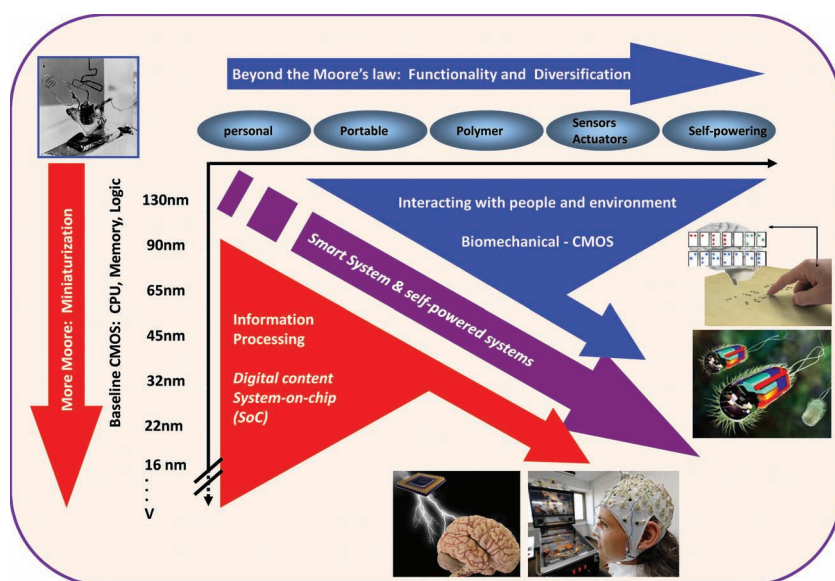 Beyond the Moore's law:  Functionality and  Diversification
personal
Portable
Polymer
Sensors
Actuators
Self-powering
More Moore:  Miniaturization
Baseline CMOS: CPU, Memory, Logic
130nm
90nm
65nm
45nm
32nm
22nm
16 nm
.
.
.
V
Interacting with people and environment
Biomechanical - CMOS
Smart System & self-powered systems
Information
Processing
Digital content
System-on-chip
(SoC)